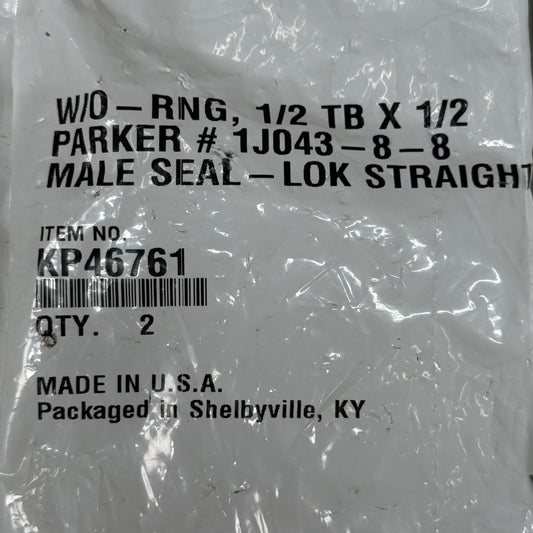 W/O-RNG, 1/2 TB X 1/2
PARKER # 1J043-8-8
MALE SEAL-LOK STRAIGHT
ITEM NO.
KP46761
QTY. 2
MADE IN U.S.A.
Packaged in Shelbyville, KY